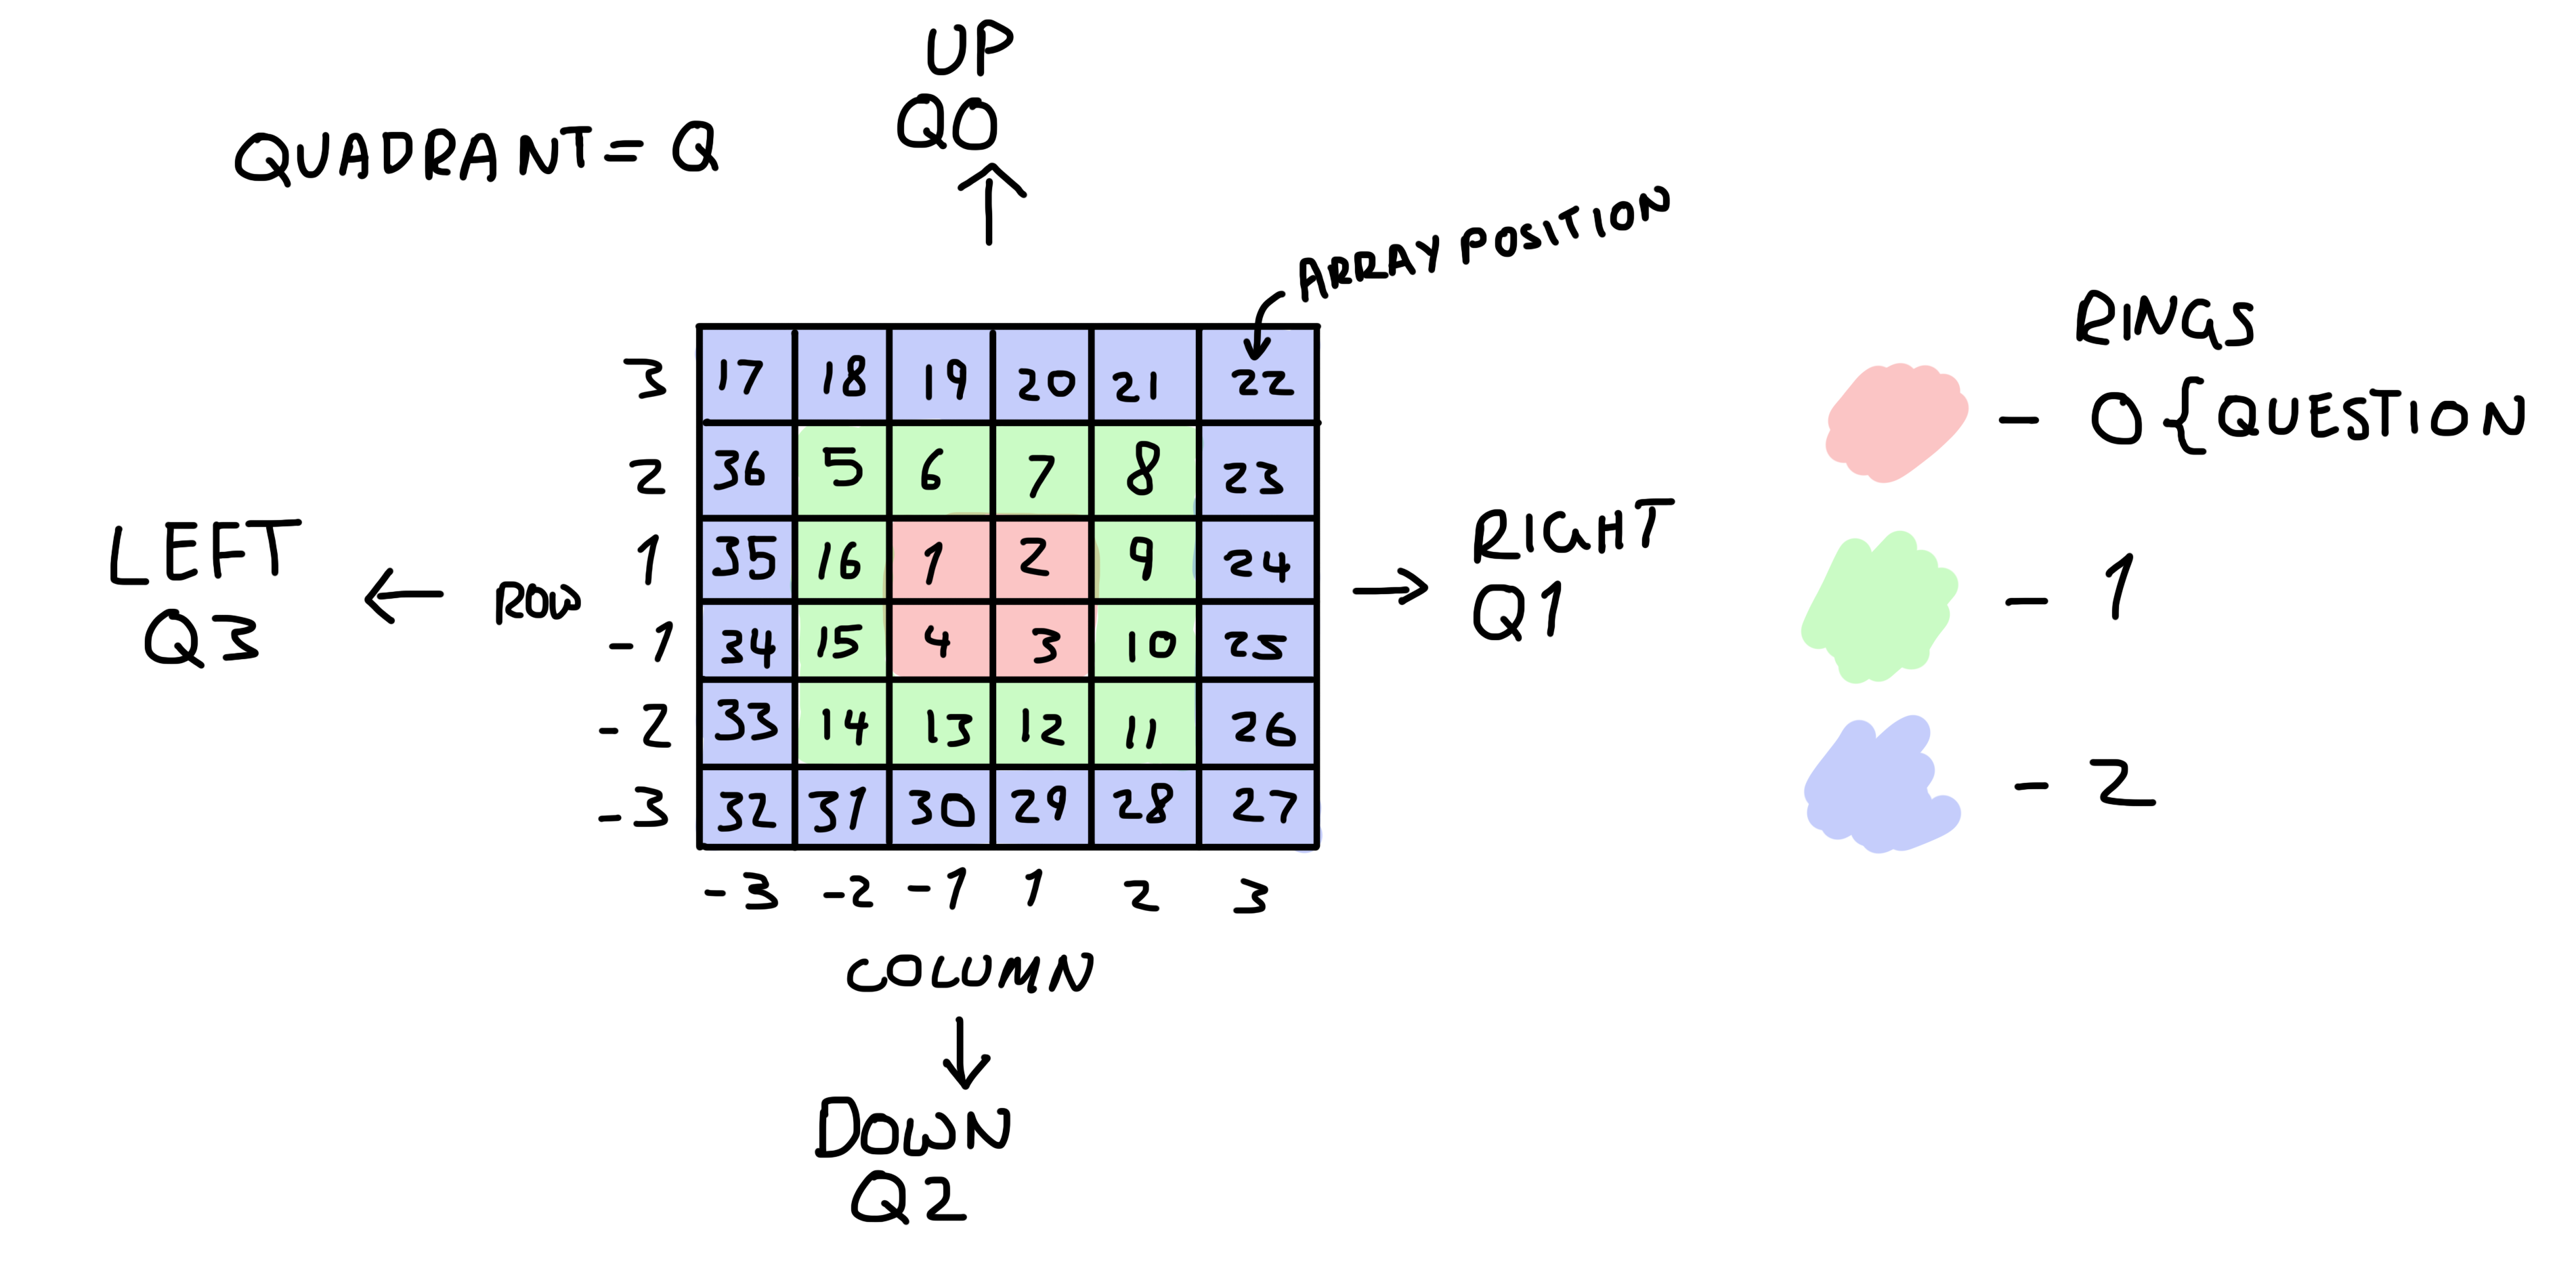 UP
Q0
QUADRANT = Q
ARRAY POSITION
RINGS
3 17 18 19 20 21 22
- 0 { QUESTION
2 36 5 6 7 8 23
LEFT
Q3
ROW
1 35 16 1 2 9 24
RIGHT
Q1
- 1
-1 34 15 4 3 10 25
-2 33 14 13 12 11 26
- 2
-3 32 31 30 29 28 27
-3 -2 -1 1 2 3
COLUMN
DOWN
Q2